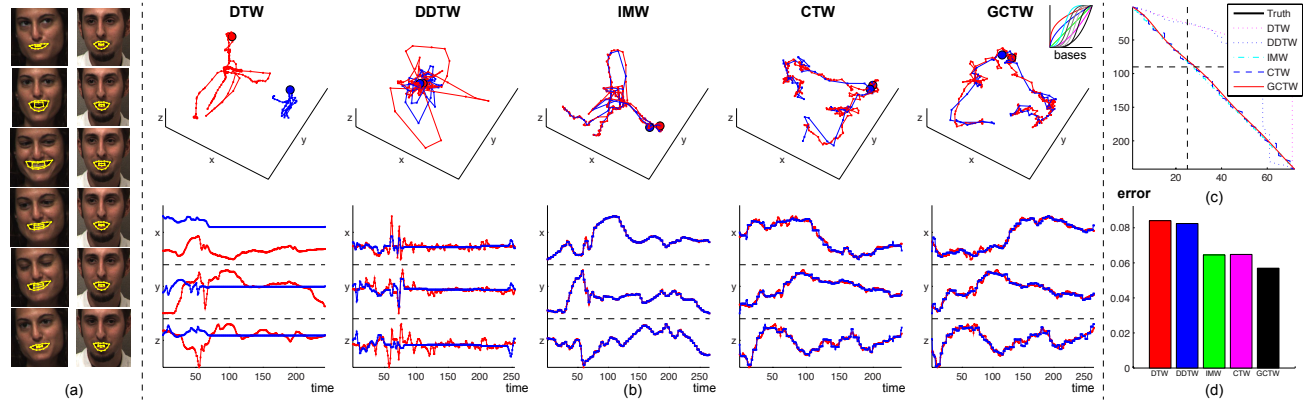 DTW
DDTW
IMW
CTW
GCTW
bases
z
x
y
z
x
y
z
x
y
z
x
y
z
x
y
x
y
z
50 100 150 200
time
x
y
z
50 100 150 200 250
time
x
y
z
50 100 150 200 250
time
x
y
z
50 100 150 200
time
x
y
z
50 100 150 200 250
time
(a)
(b)
50
100
150
200
20 40 60
Truth
DTW
DDTW
IMW
CTW
GCTW
(c)
error
0.08
0.06
0.04
0.02
0
DTW DDTW IMW CTW GCTW
(d)